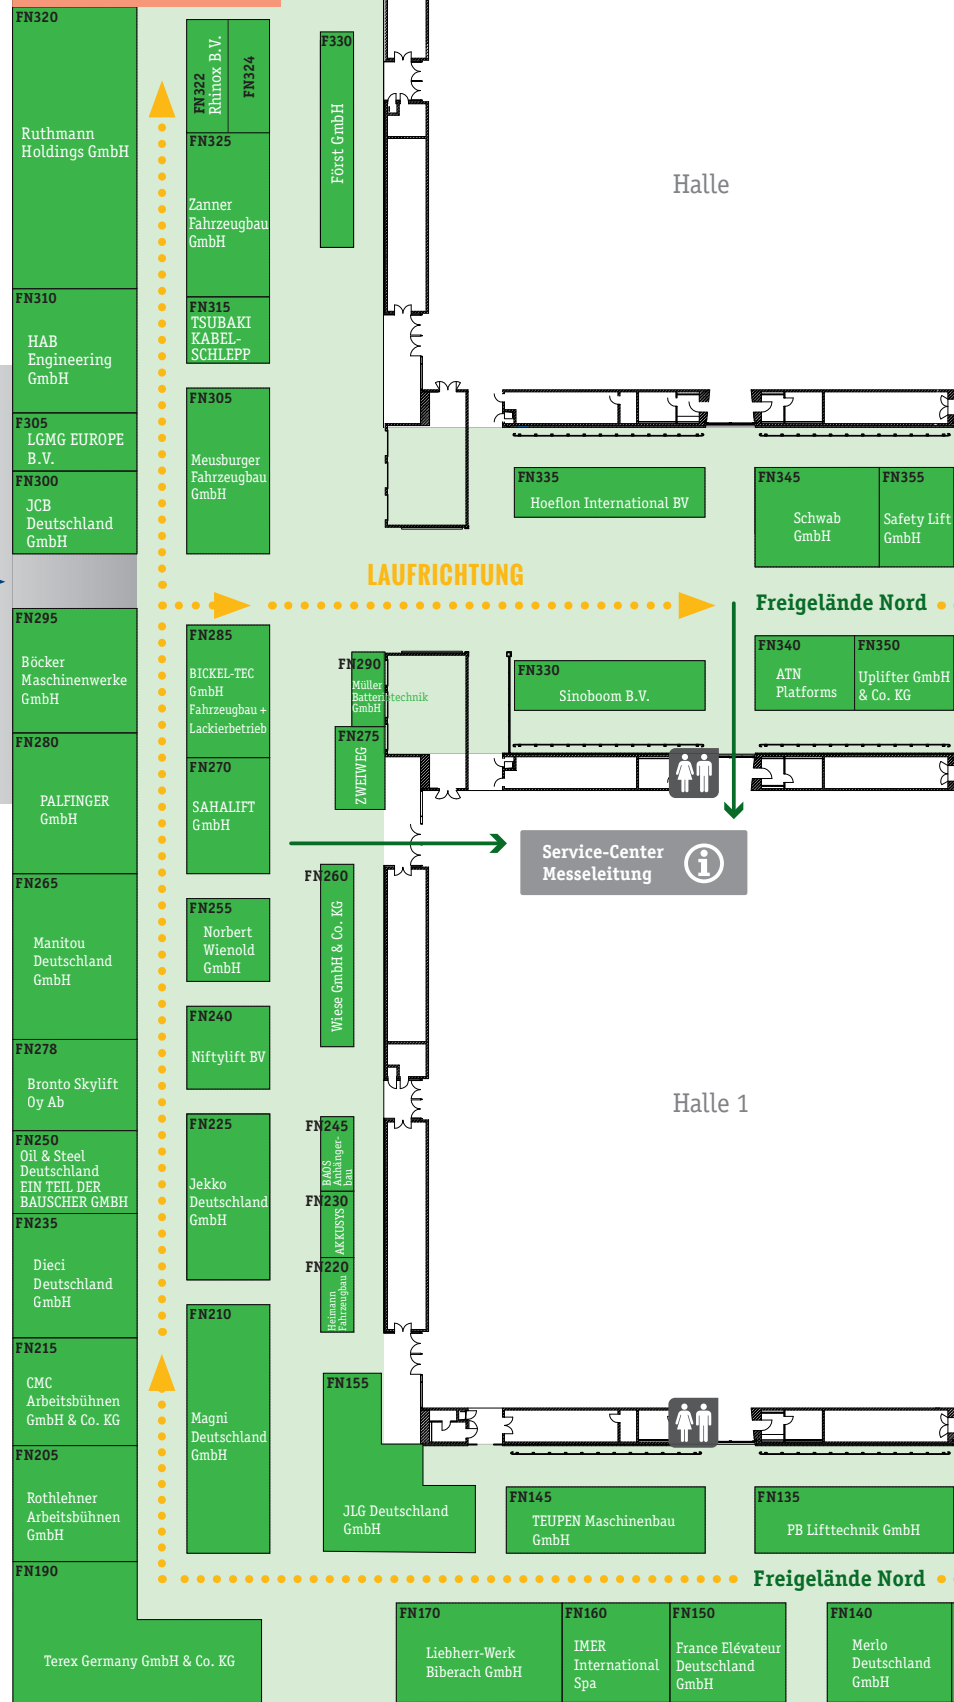 FN320
Ruthmann
Holdings GmbH
FN322
Rhinox B.V.
FN324
F330
Först GmbH
FN325
Zanner
Fahrzeugbau
GmbH
Halle
FN310
HAB
Engineering
GmbH
FN315
TSUBAKI
KABEL-
SCHLEPP
FN305
Meusburger
Fahrzeugbau
GmbH
F305
LGMG EUROPE
B.V.
FN300
JCB
Deutschland
GmbH
FN335
Hoeflon International BV
FN345
Schwab
GmbH
FN355
Safety Lift
GmbH
LAUFRICHTUNG
Freigelände Nord
FN295
Böcker
Maschinenwerke
GmbH
FN285
BICKEL-TEC
GmbH
Fahrzeugbau +
Lackierbetrieb
FN290
Müller
Batterietechnik
GmbH
FN330
Sinoboom B.V.
FN340
ATN
Platforms
FN350
Uplifter GmbH
& Co. KG
FN280
PALFINGER
GmbH
FN270
SAHALIFT
GmbH
FN275
ZWEIWEG
Service-Center
Messeleitung
FN265
Manitou
Deutschland
GmbH
FN255
Norbert
Wienold
GmbH
FN260
Wiese GmbH & Co. KG
FN240
Niftylift BV
FN278
Bronto Skylift
Oy Ab
Halle 1
FN225
Jekko
Deutschland
GmbH
FN245
BAOS
Anhänger-
bau
FN250
Oil & Steel
Deutschland
EIN TEIL DER
BAUSCHER GMBH
FN230
AKKUSYS
FN235
Dieci
Deutschland
GmbH
FN220
Heimann
Fahrzeugbau
FN210
Magni
Deutschland
GmbH
FN215
CMC
Arbeitsbühnen
GmbH & Co. KG
FN155
JLG Deutschland
GmbH
FN205
Rothlehner
Arbeitsbühnen
GmbH
FN145
TEUPEN Maschinenbau
GmbH
FN135
PB Lifttechnik GmbH
FN190
Terex Germany GmbH & Co. KG
Freigelände Nord
FN170
Liebherr-Werk
Biberach GmbH
FN160
IMER
International
Spa
FN150
France Elévateur
Deutschland
GmbH
FN140
Merlo
Deutschland
GmbH